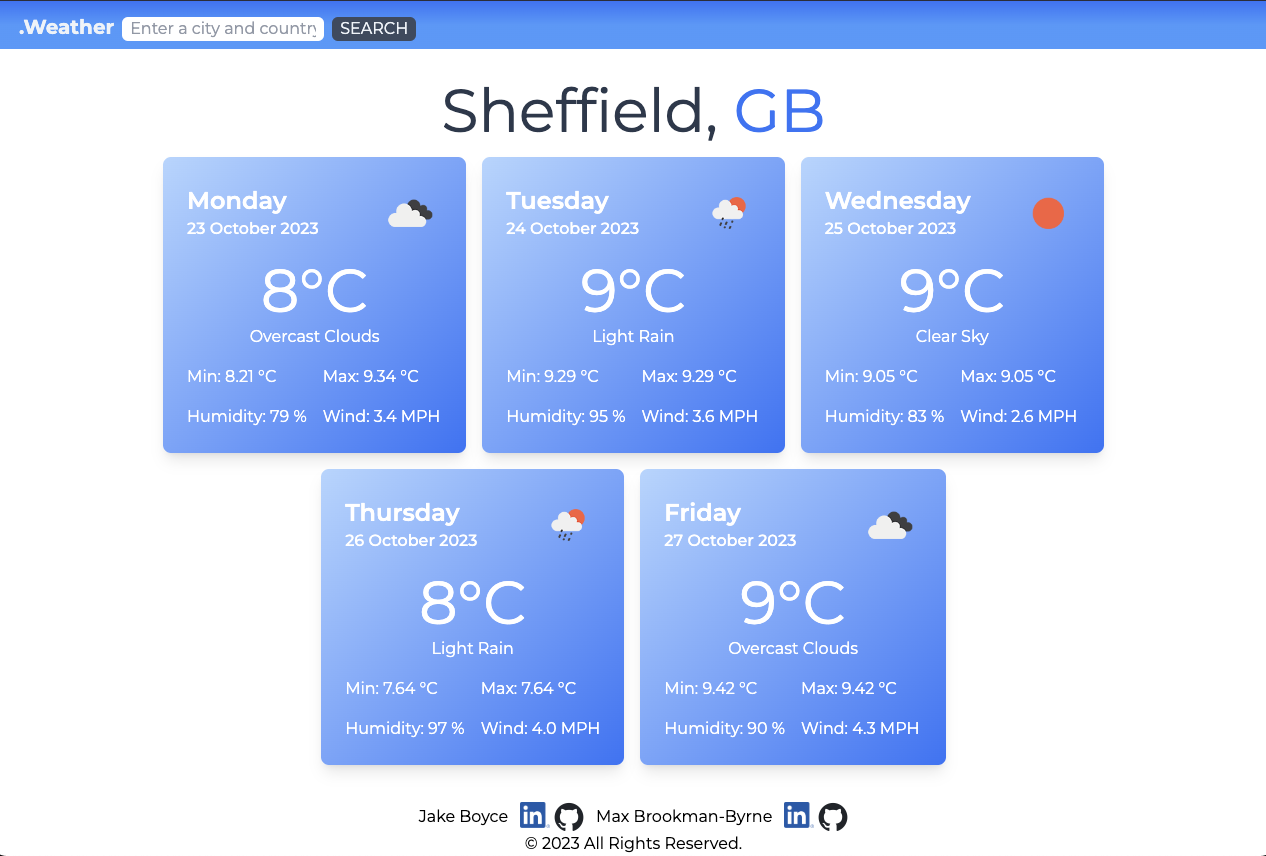 .Weather Enter a city and country SEARCH
Sheffield, GB
Monday
23 October 2023
8°C
Overcast Clouds
Min: 8.21 °C Max: 9.34 °C
Humidity: 79 % Wind: 3.4 MPH
Tuesday
24 October 2023
9°C
Light Rain
Min: 9.29 °C Max: 9.29 °C
Humidity: 95 % Wind: 3.6 MPH
Wednesday
25 October 2023
9°C
Clear Sky
Min: 9.05 °C Max: 9.05 °C
Humidity: 83 % Wind: 2.6 MPH
Thursday
26 October 2023
8°C
Light Rain
Min: 7.64 °C Max: 7.64 °C
Humidity: 97 % Wind: 4.0 MPH
Friday
27 October 2023
9°C
Overcast Clouds
Min: 9.42 °C Max: 9.42 °C
Humidity: 90 % Wind: 4.3 MPH
Jake Boyce in Max Brookman-Byrne in
© 2023 All Rights Reserved.